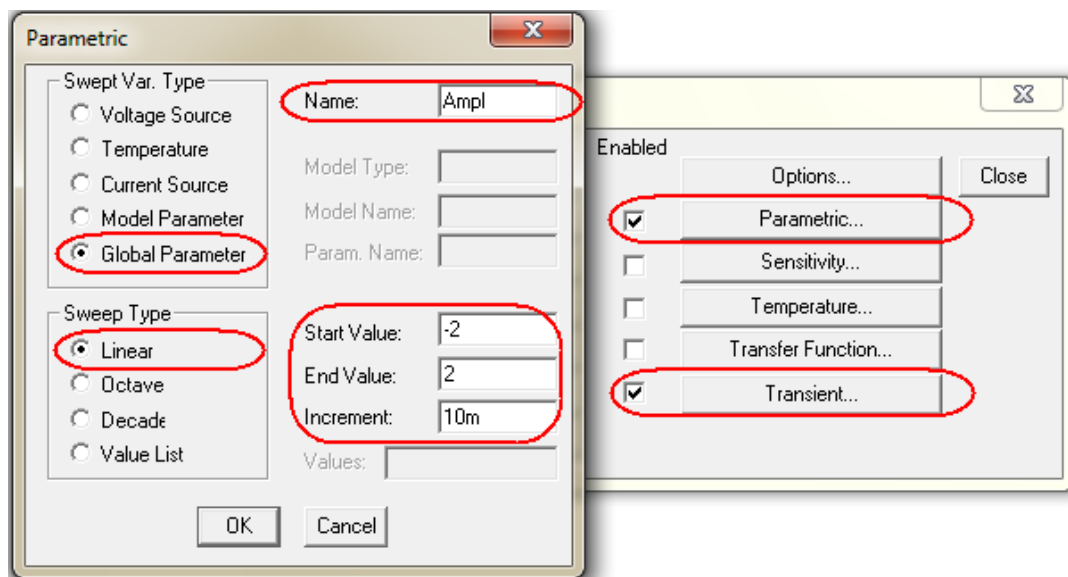 Parametric
Swept Var. Type
Voltage Source
Temperature
Current Source
Model Parameter
Global Parameter
Name: Ampl
Model Type:
Model Name:
Param. Name:
Sweep Type
Linear
Octave
Decade
Value List
Start Value: -2
End Value: 2
Increment: 10m
Values:
OK Cancel
Enabled
Options... Close
Parametric...
Sensitivity...
Temperature...
Transfer Function...
Transient...